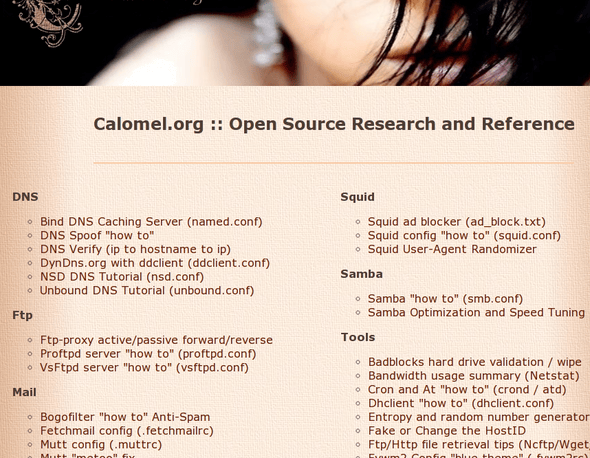 Calomel.org :: Open Source Research and Reference
DNS
Bind DNS Caching Server (named.conf)
DNS Spoof "how to"
DNS Verify (ip to hostname to ip)
DynDns.org with ddclient (ddclient.conf)
NSD DNS Tutorial (nsd.conf)
Unbound DNS Tutorial (unbound.conf)
Ftp
Ftp-proxy active/passive forward/reverse
Proftpd server "how to" (proftpd.conf)
VsFtpd server "how to" (vsftpd.conf)
Mail
Bogofilter "how to" Anti-Spam
Fetchmail config (.fetchmailrc)
Mutt config (.muttrc)
Mutt "metoo" fix
Squid
Squid ad blocker (ad_block.txt)
Squid config "how to" (squid.conf)
Squid User-Agent Randomizer
Samba
Samba "how to" (smb.conf)
Samba Optimization and Speed Tuning
Tools
Badblocks hard drive validation / wipe
Bandwidth usage summary (Netstat)
Cron and At "how to" (crond / atd)
Dhclient "how to" (dhclient.conf)
Entropy and random number generator
Fake or Change the HostID
Ftp/Http file retrieval tips (Ncftp/Wget
Fvwm2 Config "blue theme" (.fvwm2rc)